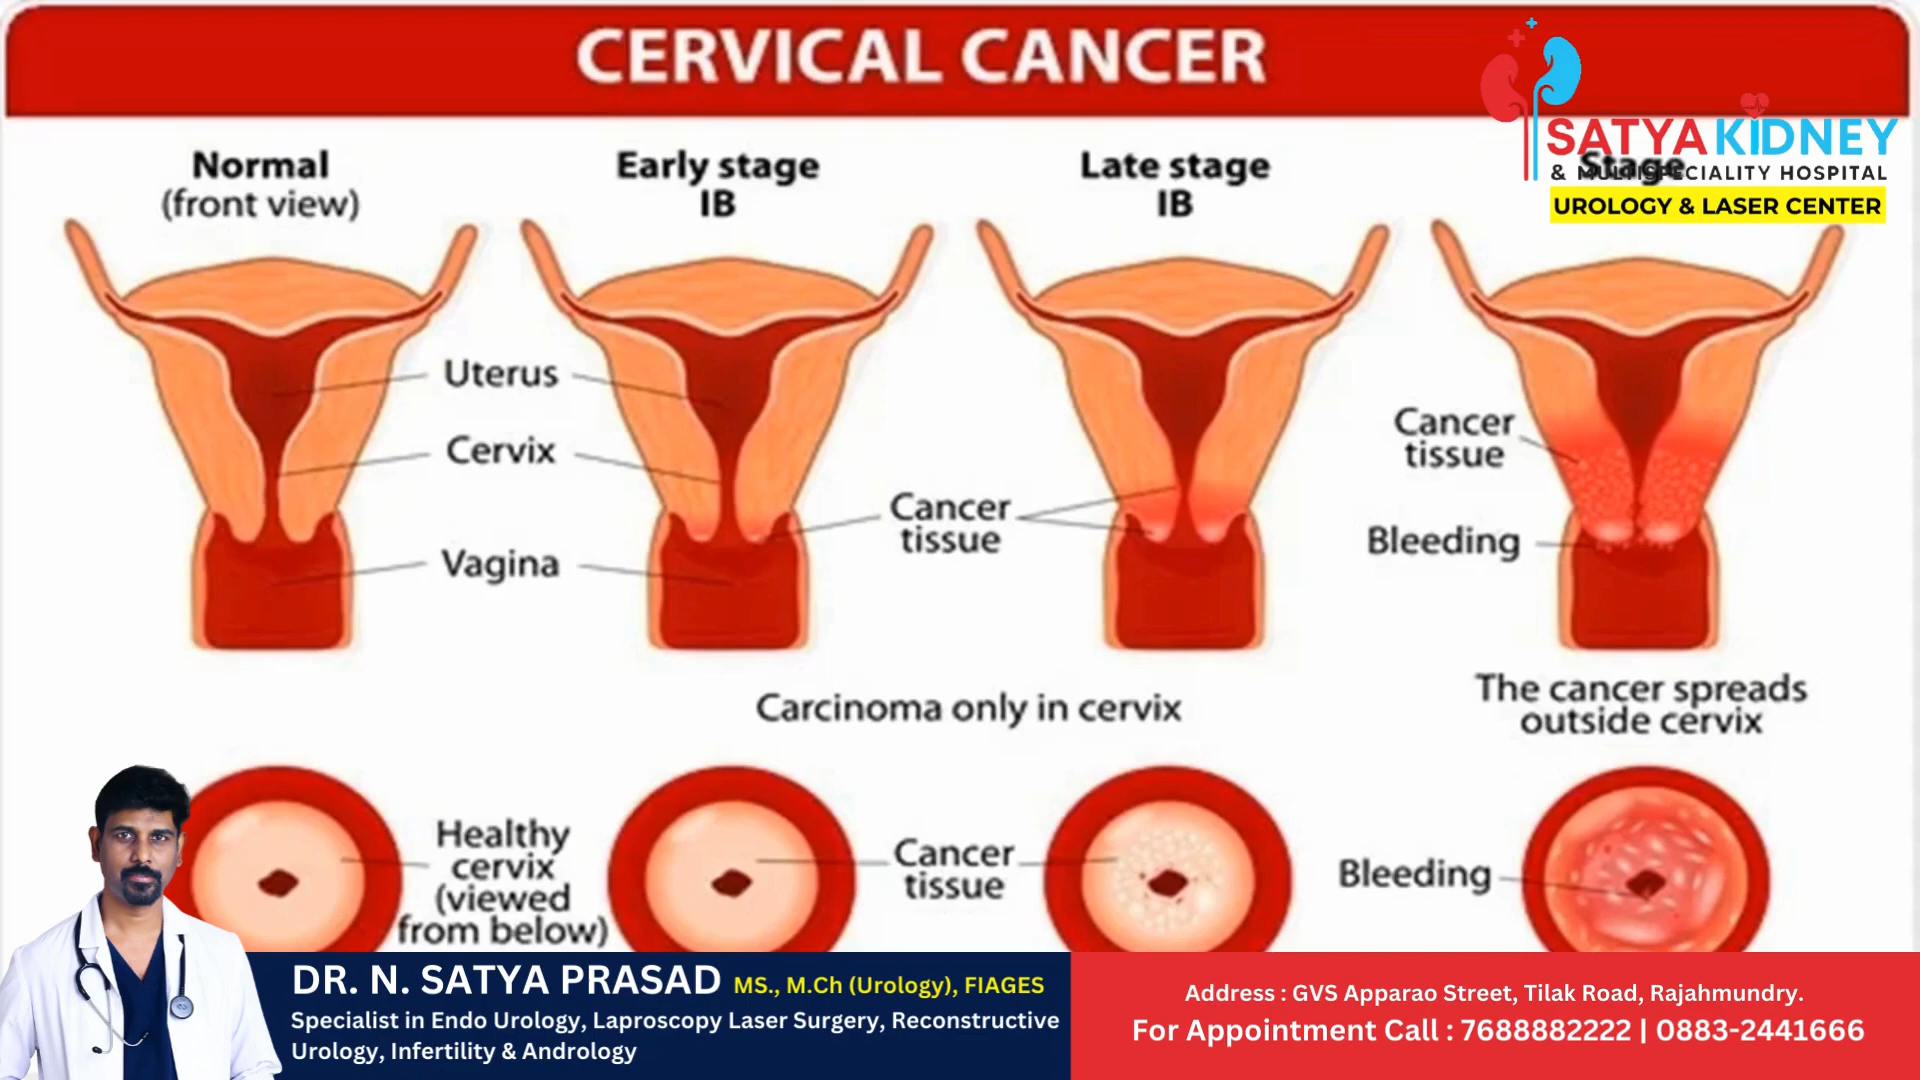 CERVICAL CANCER
SATYA KIDNEY
& MULTISPECIALITY HOSPITAL
UROLOGY & LASER CENTER
Normal
(front view)
Early stage
IB
Late stage
IB
Stage
Uterus
Cervix
Vagina
Cancer
tissue
Cancer
tissue
Bleeding
Carcinoma only in cervix
The cancer spreads
outside cervix
Healthy
cervix
(viewed
from below)
Cancer
tissue
Bleeding
DR. N. SATYA PRASAD MS., M.Ch (Urology), FIAGES
Specialist in Endo Urology, Laproscopy Laser Surgery, Reconstructive
Urology, Infertility & Andrology
Address : GVS Apparao Street, Tilak Road, Rajahmundry.
For Appointment Call : 7688882222 | 0883-2441666